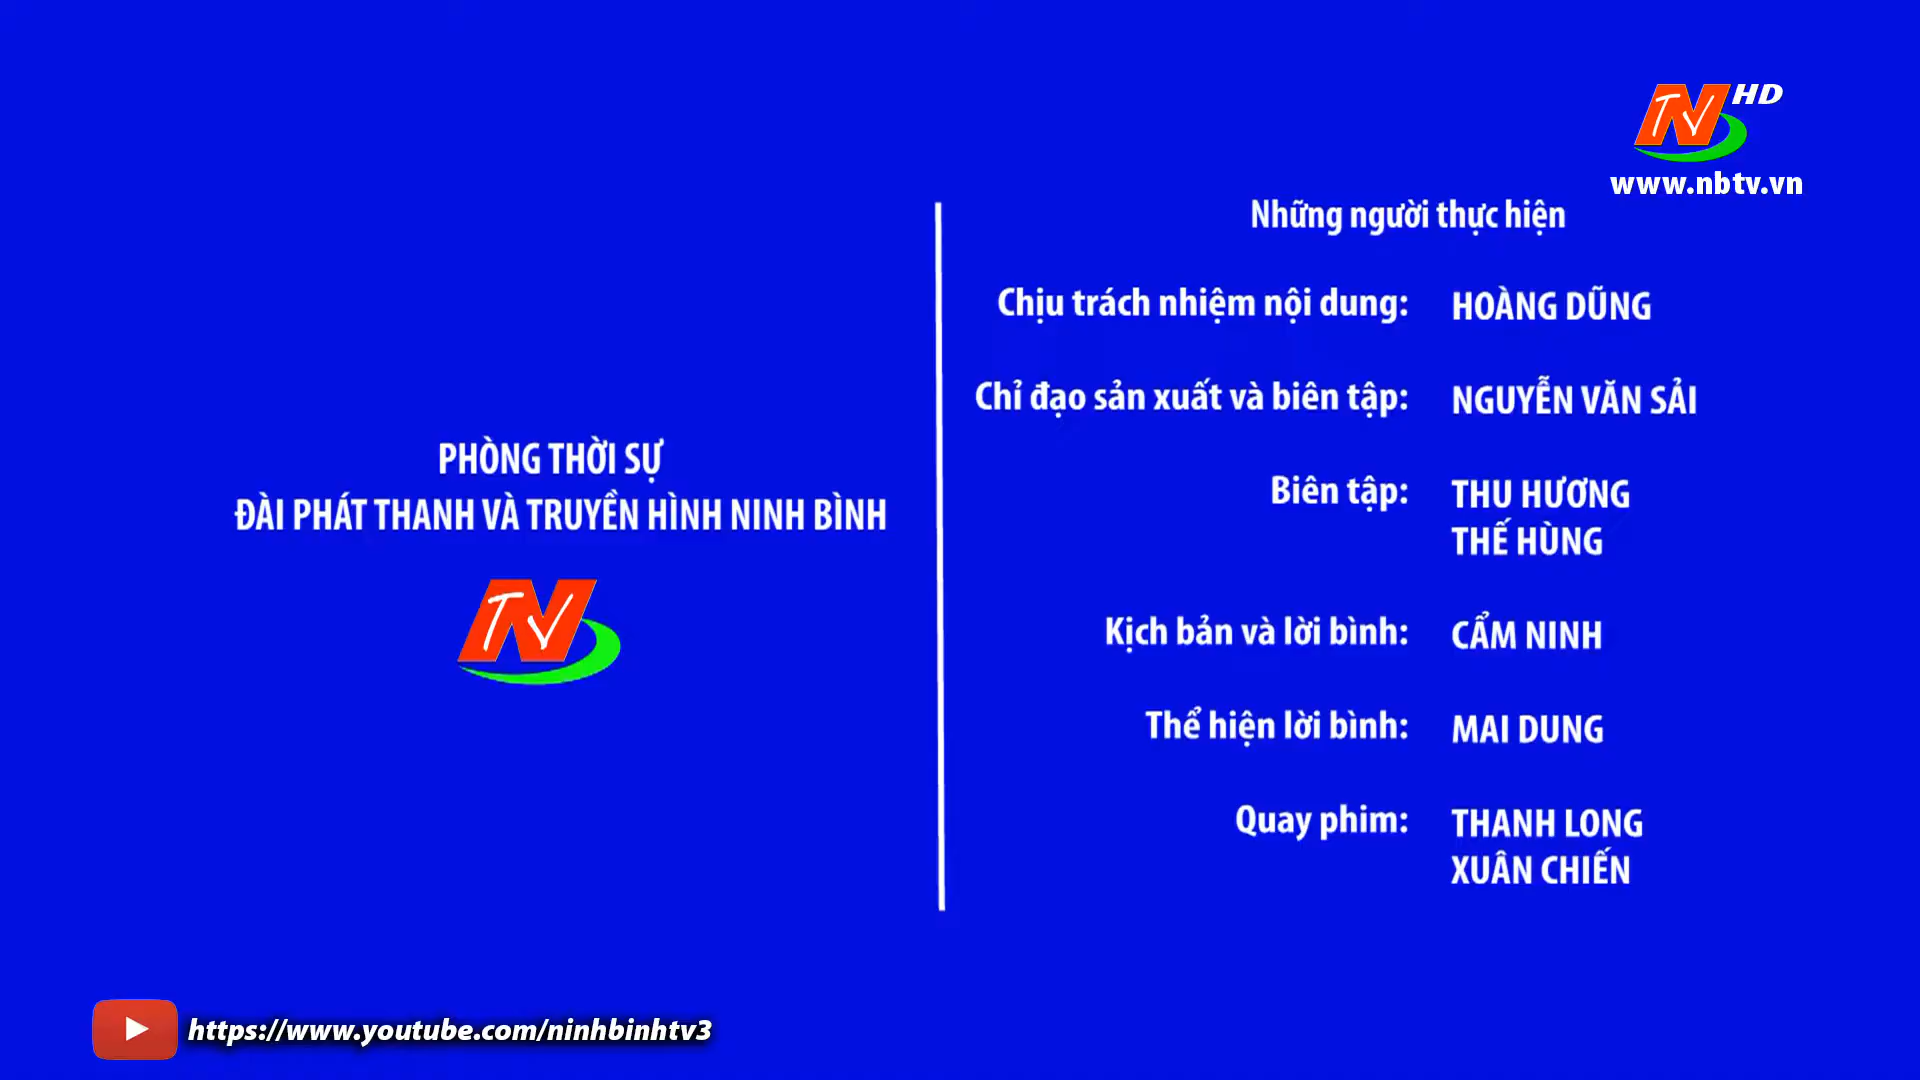 HD
www.nbtv.vn
PHÒNG THỜI SỰ
ĐÀI PHÁT THANH VÀ TRUYỀN HÌNH NINH BÌNH
NTV
Những người thực hiện
Chịu trách nhiệm nội dung: HOÀNG DŨNG
Chỉ đạo sản xuất và biên tập: NGUYỄN VĂN SẢI
Biên tập: THU HƯƠNG
THẾ HÙNG
Kịch bản và lời bình: CẨM NINH
Thể hiện lời bình: MAI DUNG
Quay phim: THANH LONG
XUÂN CHIẾN
https://www.youtube.com/ninhbinhtv3